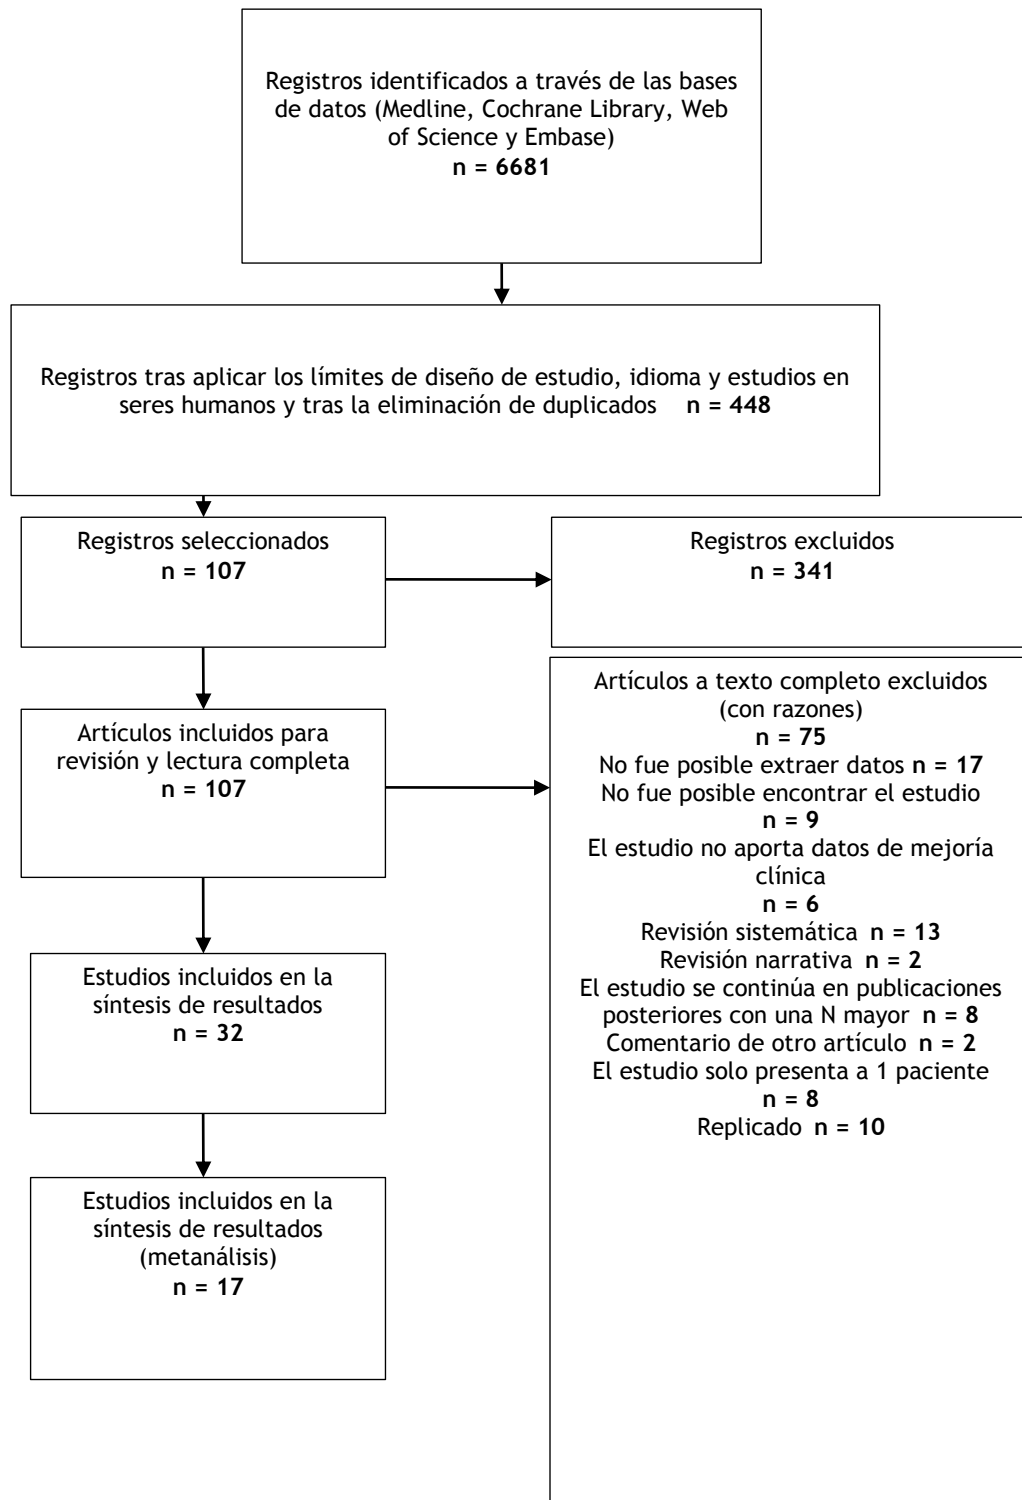 Registros identificados a través de las bases
de datos (Medline, Cochrane Library, Web
of Science y Embase)
n = 6681
Registros tras aplicar los límites de diseño de estudio, idioma y estudios en
seres humanos y tras la eliminación de duplicados n = 448
Registros seleccionados
n = 107
Registros excluidos
n = 341
Artículos incluidos para
revisión y lectura completa
n = 107
Artículos a texto completo excluidos
(con razones)
n = 75
No fue posible extraer datos n = 17
No fue posible encontrar el estudio
n = 9
El estudio no aporta datos de mejoría
clínica
n = 6
Revisión sistemática n = 13
Revisión narrativa n = 2
El estudio se continúa en publicaciones
posteriores con una N mayor n = 8
Comentario de otro artículo n = 2
El estudio solo presenta a 1 paciente
n = 8
Replicado n = 10
Estudios incluidos en la
síntesis de resultados
n = 32
Estudios incluidos en la
síntesis de resultados
(metanálisis)
n = 17